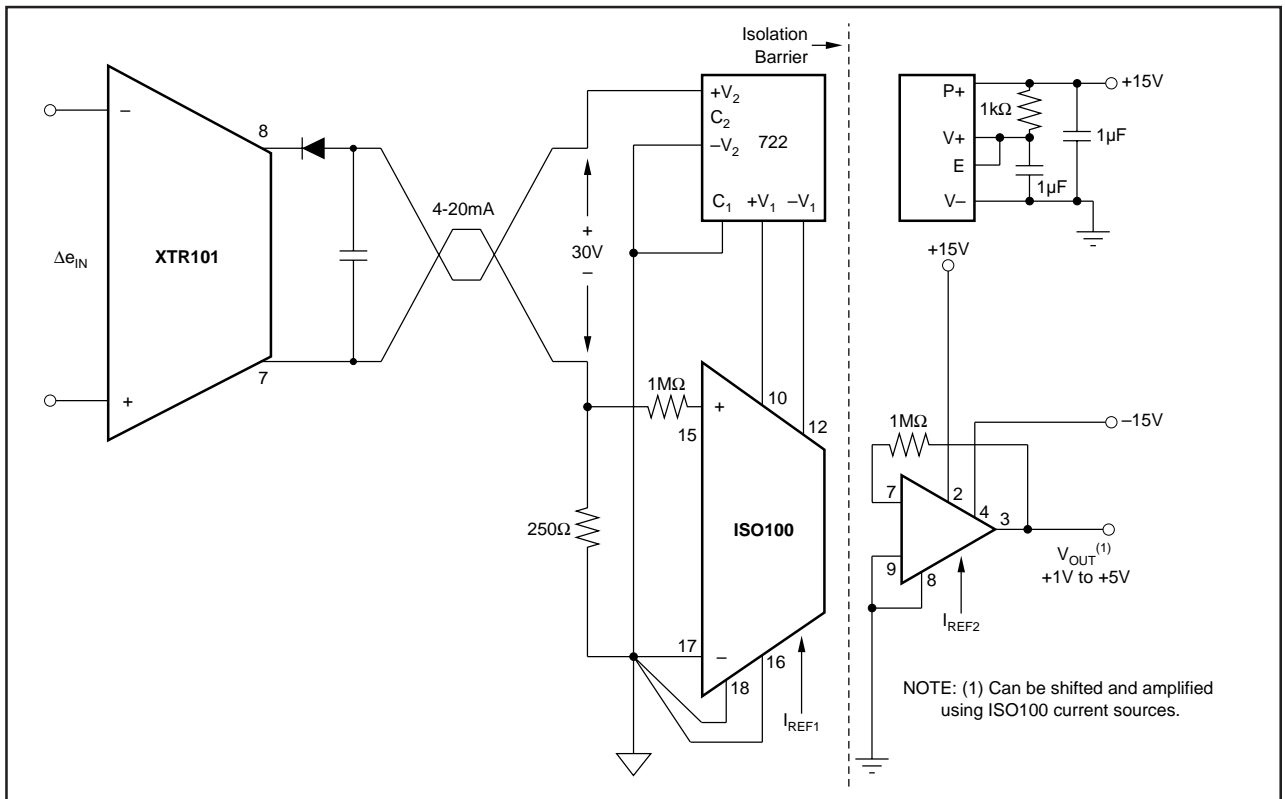 Isolation
Barrier
–
8
XTR101
ΔeIN
+
7
4-20mA
+
30V
–
+V2
C2
–V2
722
C1 +V1 –V1
P+
V+
E
V–
1kΩ
1µF
1µF
+15V
+15V
–15V
1MΩ
+
15
10
12
250Ω
ISO100
17
–
18
16
IREF1
1MΩ
7
2
4
3
9
8
VOUT(1)
+1V to +5V
IREF2
NOTE: (1) Can be shifted and amplified
using ISO100 current sources.